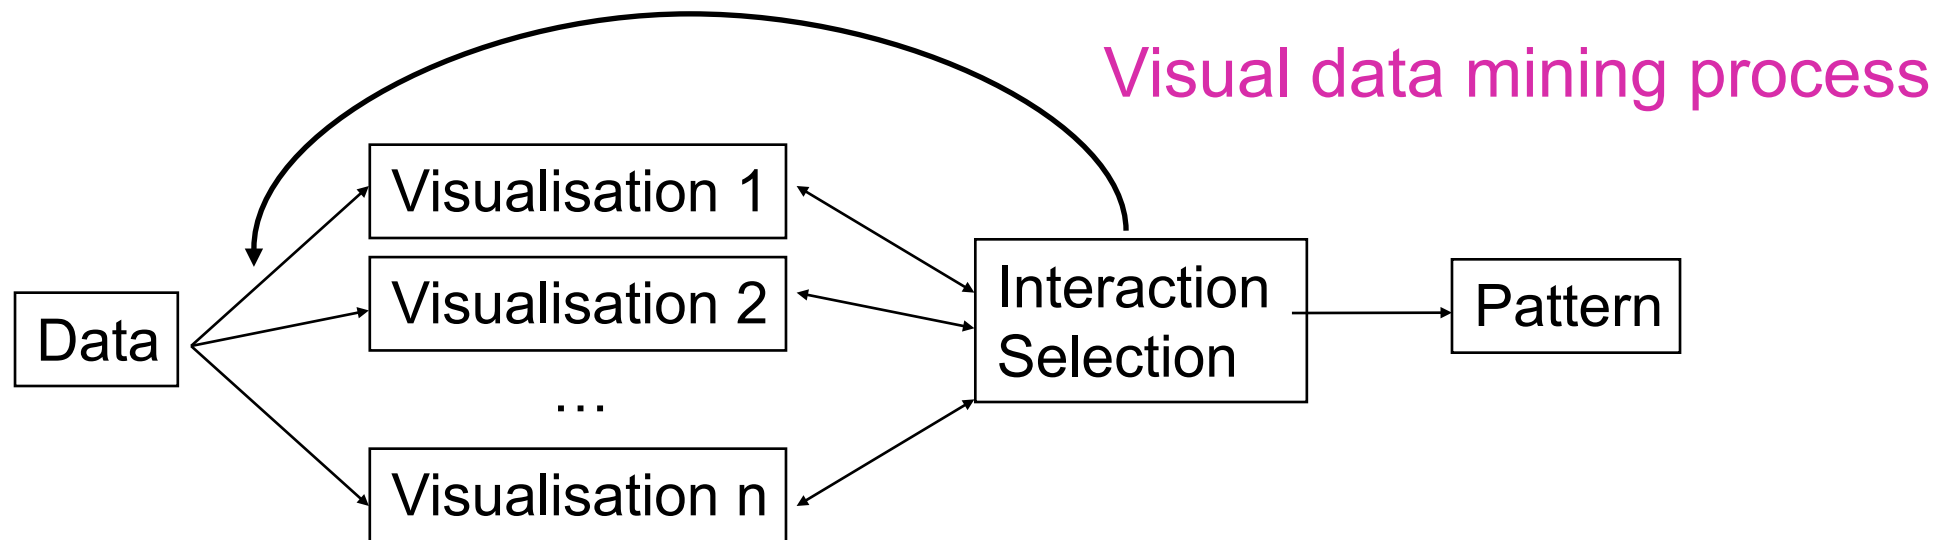 Visual data mining process
Visualisation 1
Visualisation 2
…
Visualisation n
Data
Interaction
Selection
Pattern